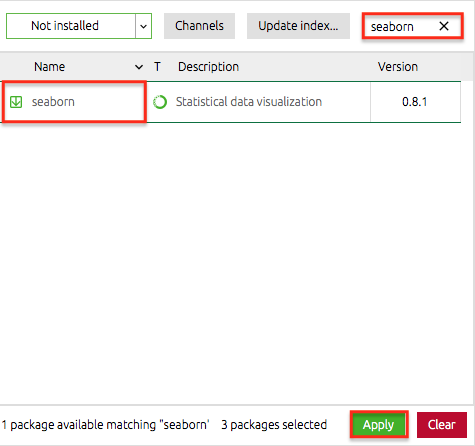 Not installed Channels Update index... seaborn
Name T Description Version
seaborn Statistical data visualization 0.8.1
1 package available matching "seaborn' 3 packages selected Apply Clear